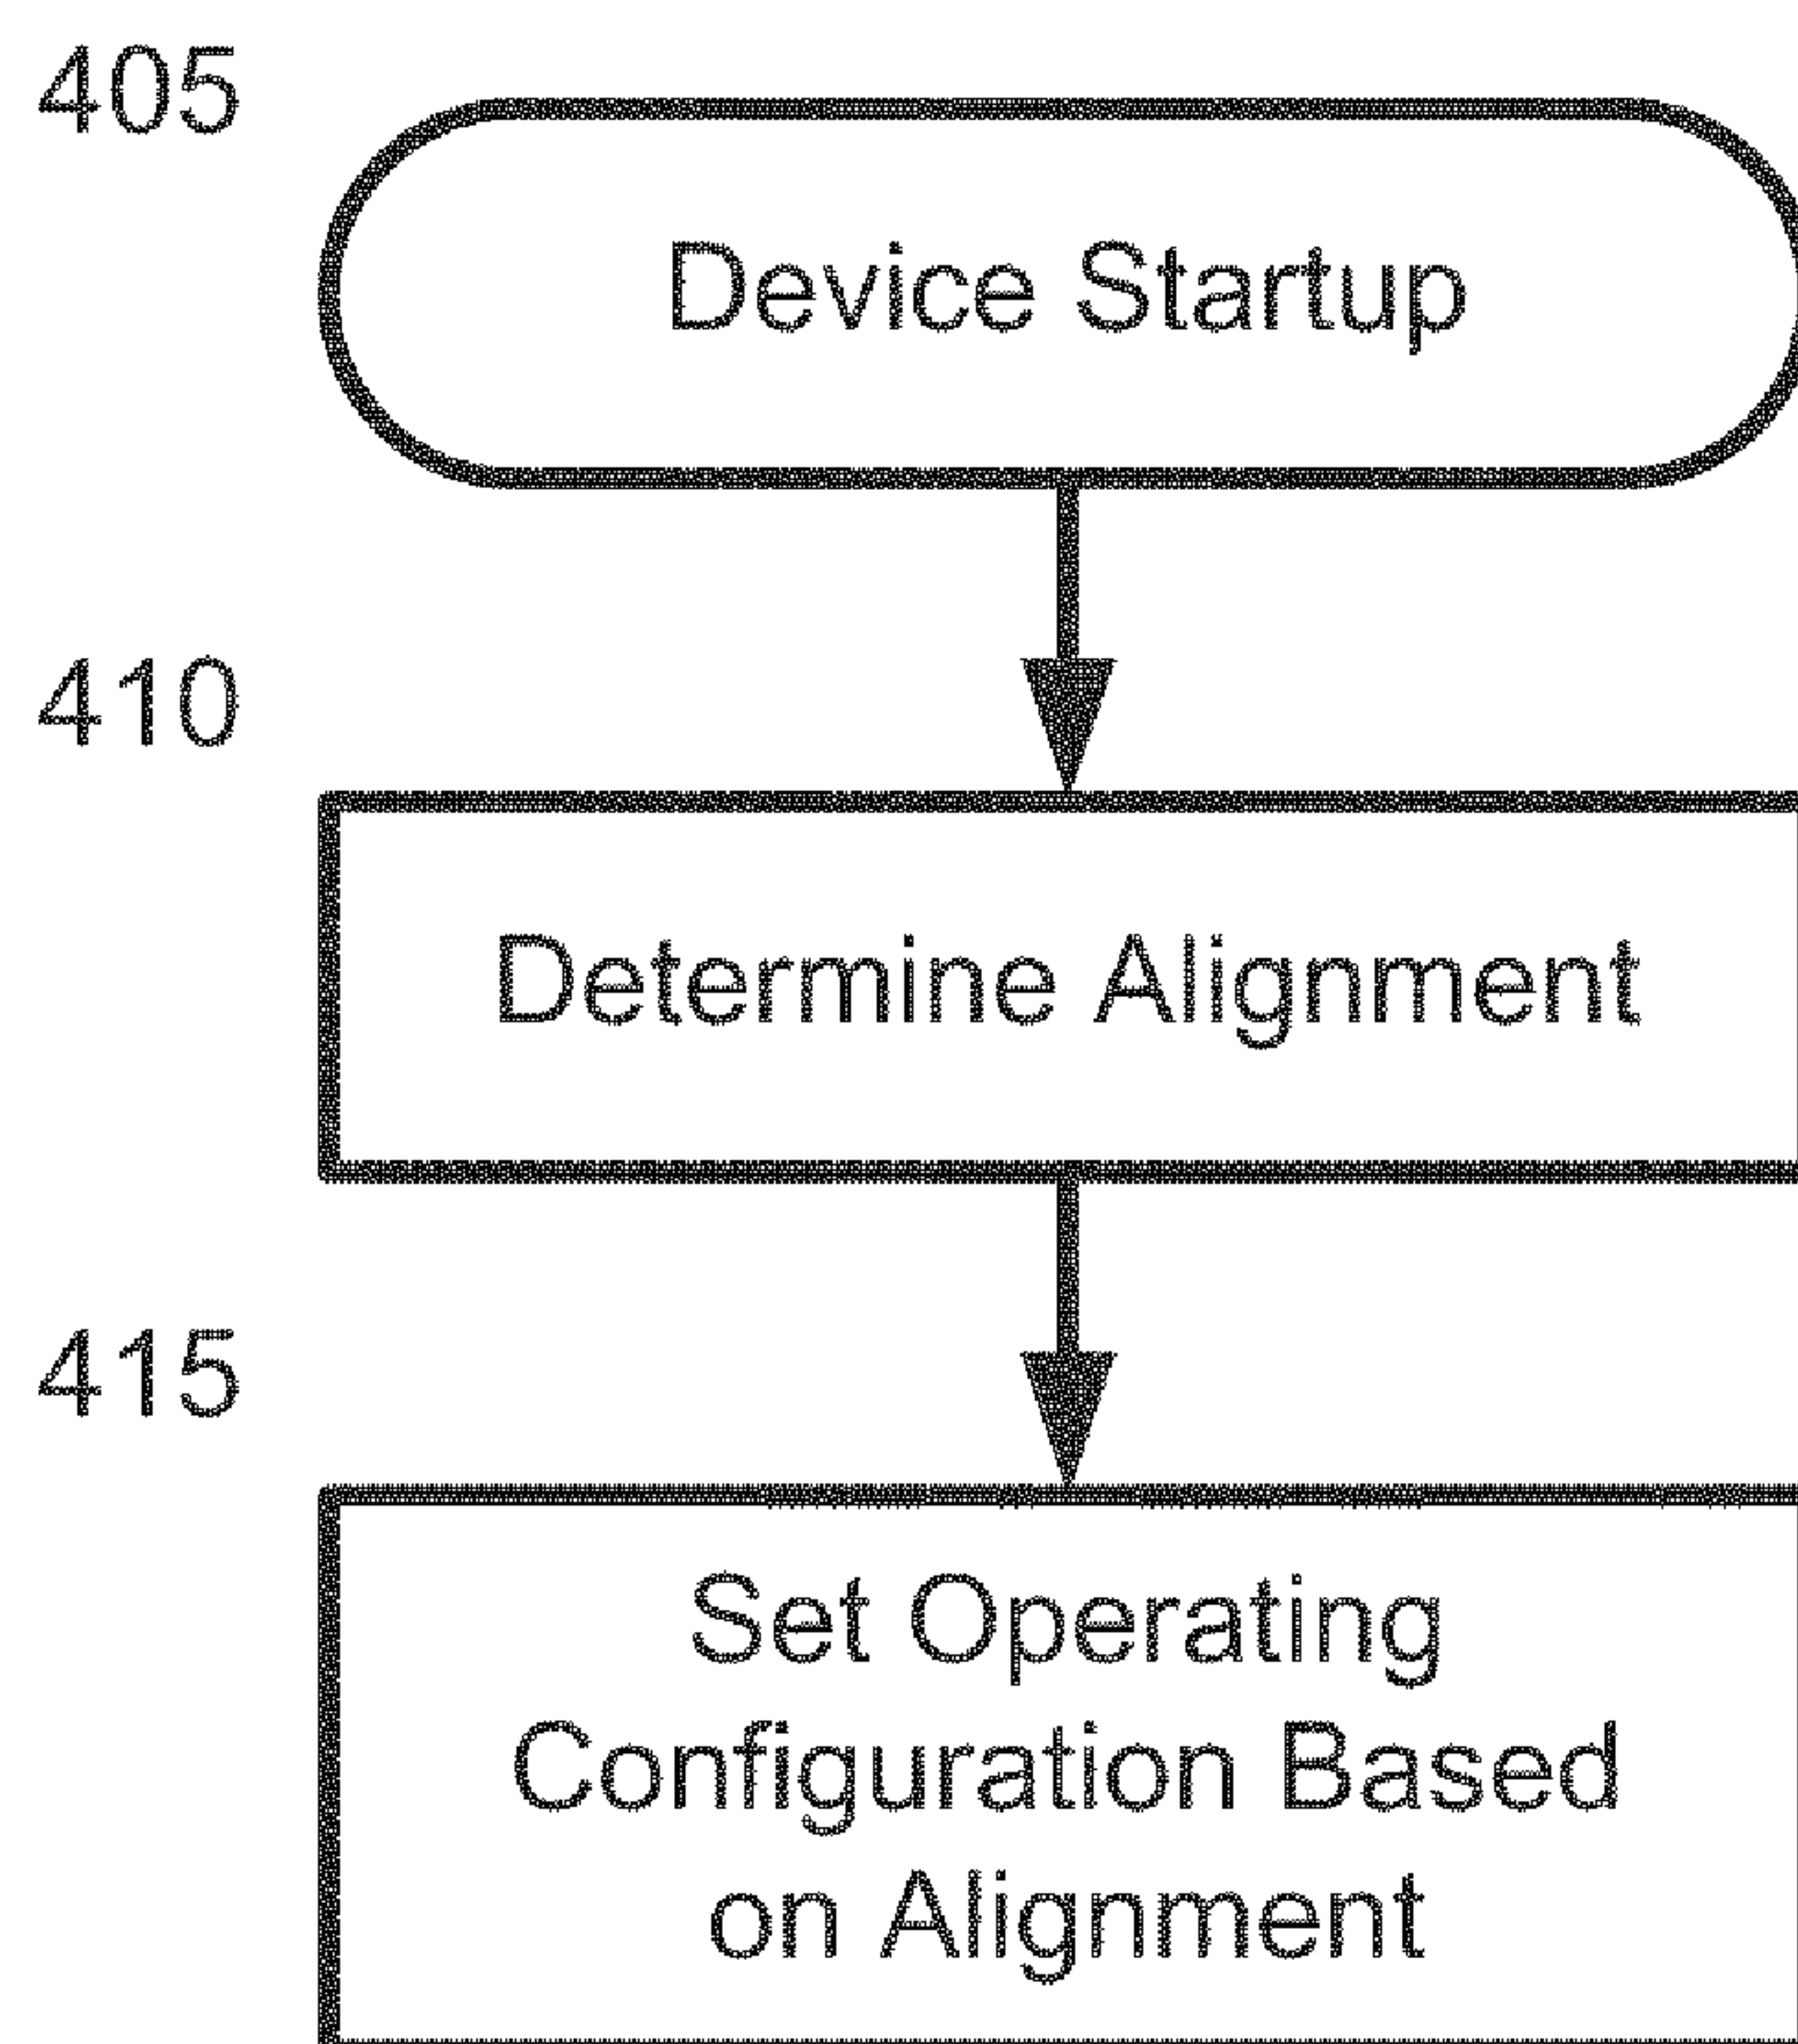 405
Device Startup
410
Determine Alignment
415
Set Operating
Configuration Based
on Alignment